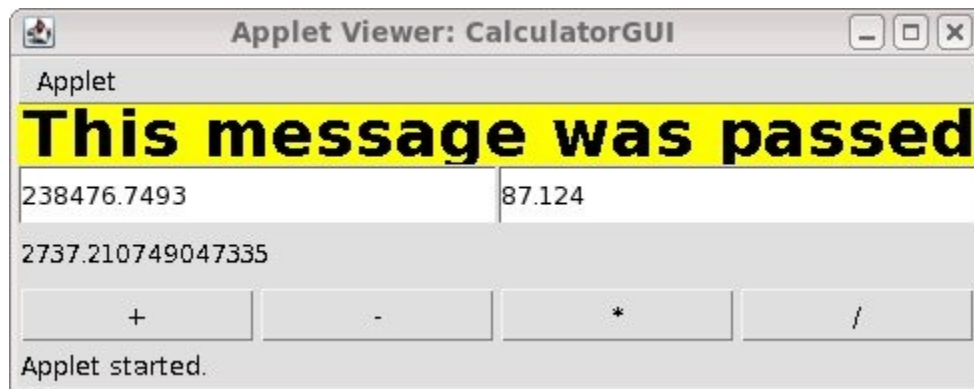 Applet Viewer: CalculatorGUI
Applet
This message was passed
238476.7493 87.124
2737.210749047335
+ - * /
Applet started.